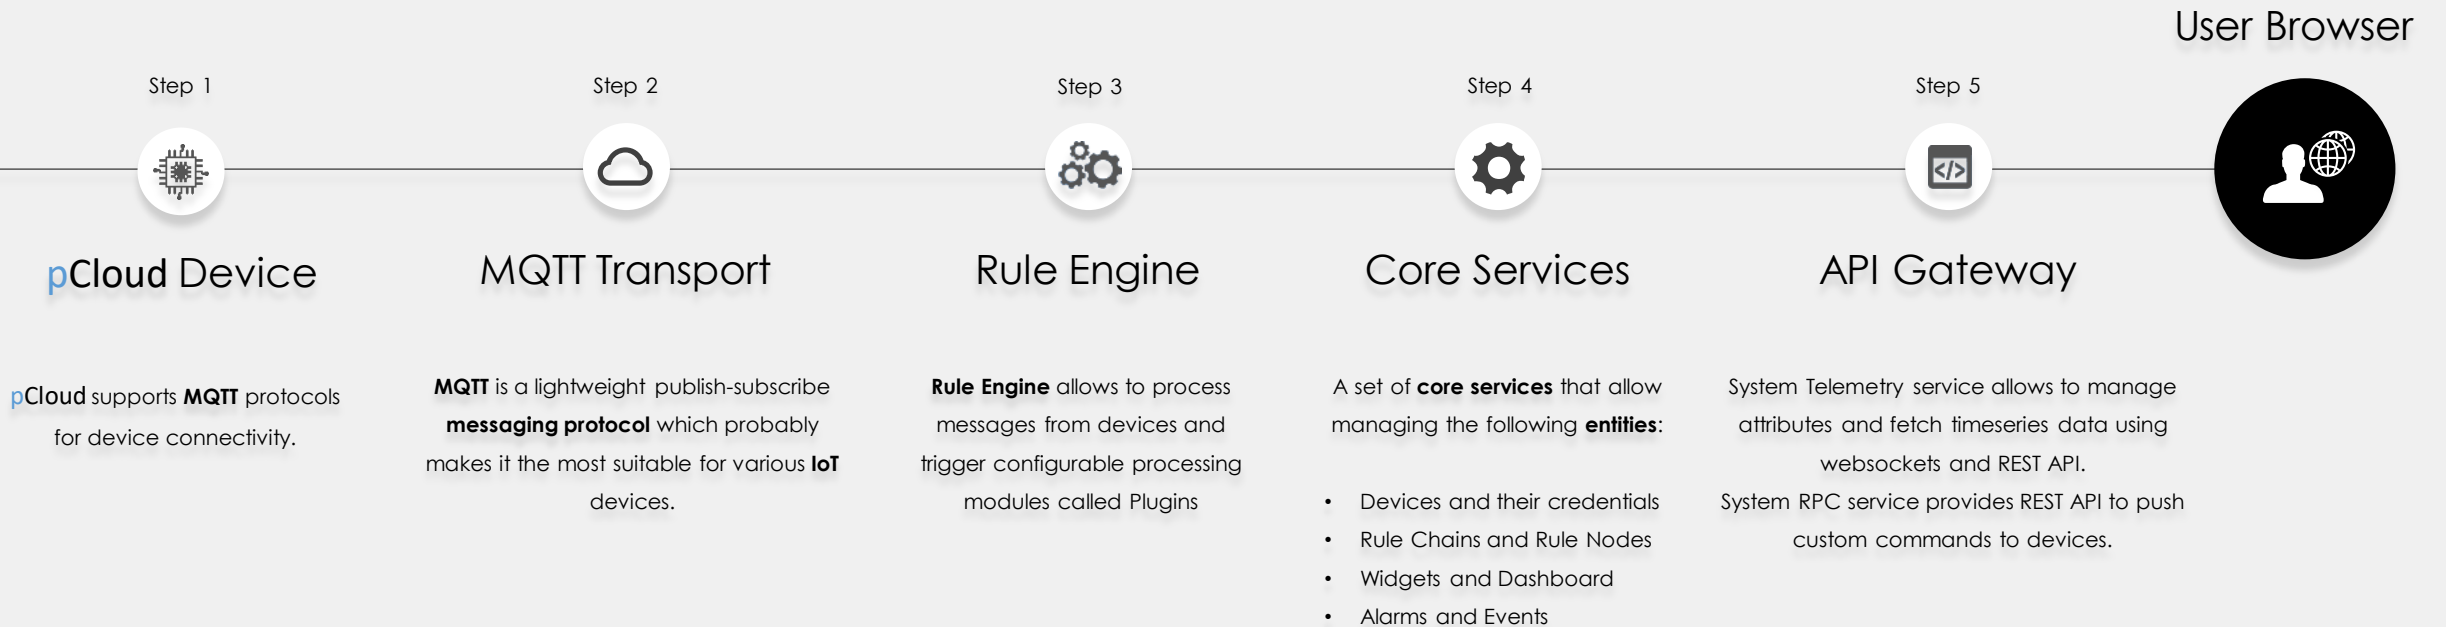 User Browser
Step 1
Step 2
Step 3
Step 4
Step 5
pCloud Device
MQTT Transport
Rule Engine
Core Services
API Gateway
pCloud supports MQTT protocols
for device connectivity.
MQTT is a lightweight publish-subscribe
messaging protocol which probably
makes it the most suitable for various IoT
devices.
Rule Engine allows to process
messages from devices and
trigger configurable processing
modules called Plugins
A set of core services that allow
managing the following entities:
• Devices and their credentials
• Rule Chains and Rule Nodes
• Widgets and Dashboard
• Alarms and Events
System Telemetry service allows to manage
attributes and fetch timeseries data using
websockets and REST API.
System RPC service provides REST API to push
custom commands to devices.